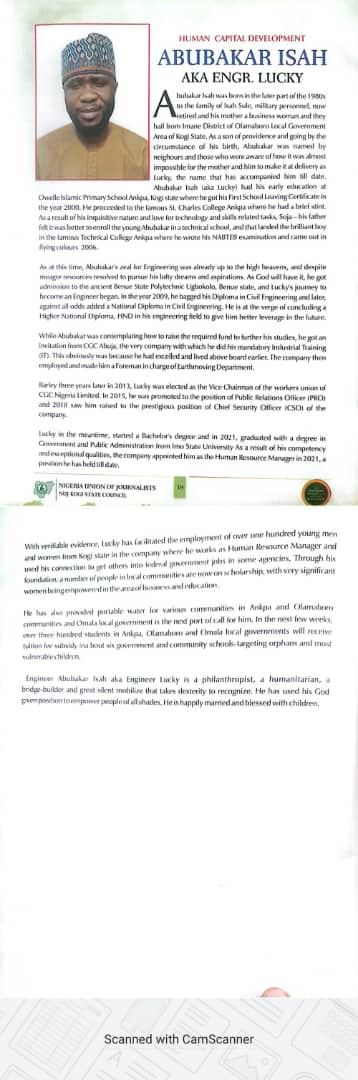 HUMAN CAPITAL DEVELOPMENT
ABUBAKAR ISAH
AKA ENGR. LUCKY
Abubakar Isah was born in the later part of the 1980s
to the family of Isah Sule, military personnel, now
retired and his mother a business woman and they
hail from Imane District of Olamaboro Local Government
Area of Kogi State. As a son of providence and going by the
circumstance of his birth, Abubakar was named by
neighours and those who were aware of how it was almost
impossible for the mother and him to make it at delivery as
Lucky, the name that has accompanied him till date.
Abubakar Isah (aka Lucky) had his early education at
Owelle Islamic Primary School Ankpa, Kogi state where he got his First School Leaving Certificate in
the year 2000. He proceeded to the famous St. Charles College Ankpa where he had a brief stint.
As a result of his inquisitive nature and love for technology and skills related tasks, Soja – his father
felt it was better to enroll the young Abubakar in a technical school, and that landed the brilliant boy
in the famous Technical College Ankpa where he wrote his NABTEB examination and came out in
flying colours 2006.
As at this time, Abubakar's zeal for Engineering was already up to the high heavens, and despite
meagre resources resolved to pursue his lofty dreams and aspirations. As God will have it, he got
admission to the ancient Benue State Polytechnic Ugbokolo, Benue state, and Lucky's journey to
become an Engineer began. In the year 2009, he bagged his Diploma in Civil Engineering and later,
against all odds added a National Diploma in Civil Engineering. He is at the verge of concluding a
Higher National Diploma, HND in his engineering field to give him better leverage in the future.
While Abubakar was contemplating how to raise the required fund to further his studies, he got an
invitation from CGC Abuja, the very company with which he did his mandatory Industrial Training
(IT). This obviously was because he had excelled and lived above board earlier. The company then
employed and made him a Foreman in charge of Earthmoving Department.
Barley three years later in 2013, Lucky was elected as the Vice Chairman of the workers union of
CGC Nigeria Limited. In 2015, he was promoted to the position of Public Relations Officer (PRO)
and 2018 saw him raised to the prestigious position of Chief Security Officer (CSO) of the
company.
Lucky in the meantime, started a Bachelor's degree and in 2021, graduated with a degree in
Government and Public Administration from Imo State University As a result of his competency
and exceptional qualities, the company appointed him as the Human Resource Manager in 2021, a
position he has held till date.
NIGERIA UNION OF JOURNALISTS
NUJ KOGI STATE COUNCIL
With verifiable evidence, Lucky has facilitated the employment of over one hundred young men
and women from Kogi state in the company where he works as Human Resource Manager and
used his connection to get others into federal government jobs in some agencies. Through his
foundation, a number of people in local communities are now on scholarship, with very significant
women being empowered in the area of business and education.
He has also provided portable water for various communities in Ankpa and Olamaboro
communities and Omala local government is the next port of call for him. In the next few weeks,
over three hundred students in Ankpa, Olamaboro and Omala local governments will receive
tuition fee subsidy ina bout six government and community schools-targeting orphans and most
vulnerable children.
Engineer Abubakar Isah aka Engineer Lucky is a philanthropist, a humanitarian, a
bridge-builder and great silent mobilize that takes dexterity to recognize. He has used his God
given position to empower people of all shades. He is happily married and blessed with children.
Scanned with CamScanner